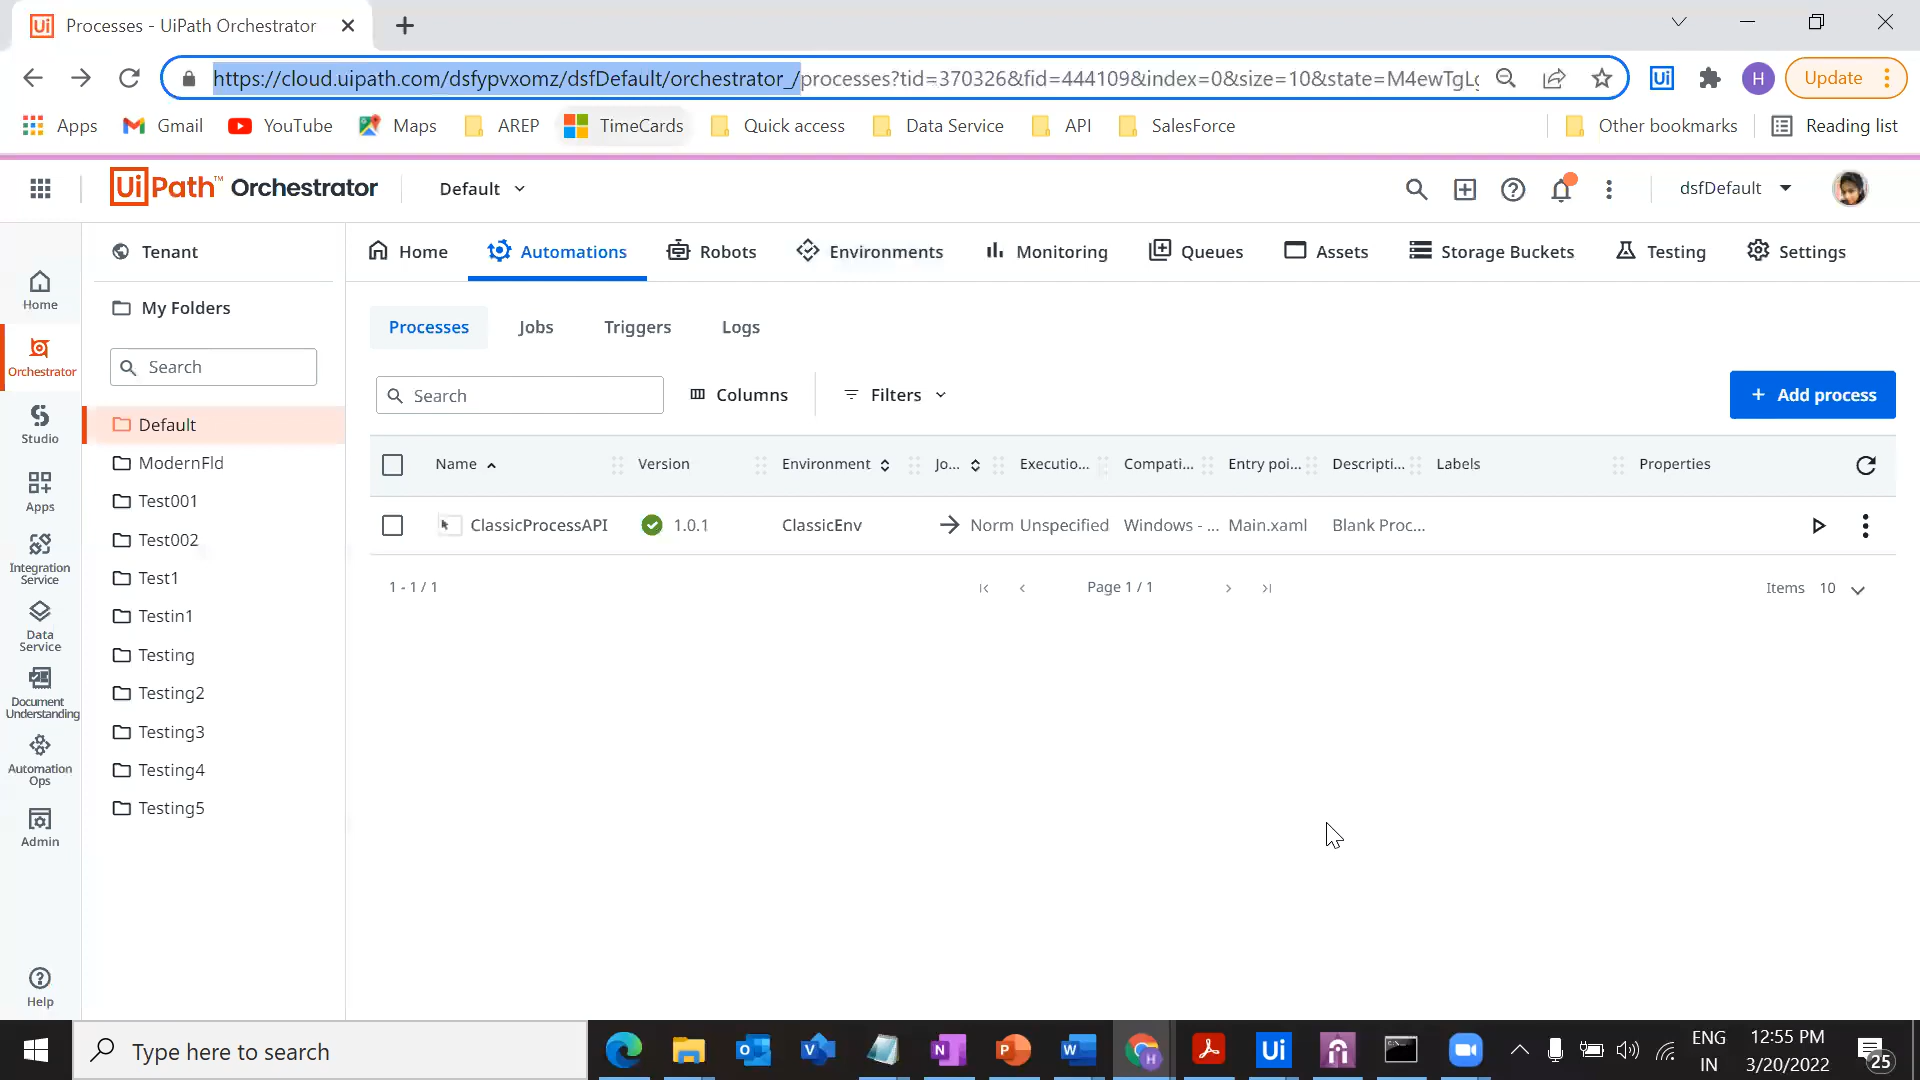 Processes - UiPath Orchestrator
https://cloud.uipath.com/dsfypvxomz/dsfDefault/orchestrator_/processes?tid=370326&fid=444109&index=0&size=10&state=M4ewTgLg
H
Update
Apps
Gmail
YouTube
Maps
AREP
TimeCards
Quick access
Data Service
API
SalesForce
Other bookmarks
Reading list
UiPath™ Orchestrator
Default
dsfDefault
Tenant
My Folders
Search
Default
ModernFld
Test001
Test002
Test1
Testin1
Testing
Testing2
Testing3
Testing4
Testing5
Home
Orchestrator
Studio
Apps
Integration
Service
Data
Service
Document
Understanding
Automation
Ops
Admin
Help
Home
Automations
Robots
Environments
Monitoring
Queues
Assets
Storage Buckets
Testing
Settings
Processes
Jobs
Triggers
Logs
Search
Columns
Filters
+ Add process
Name
Version
Environment
Jo...
Executio...
Compati...
Entry poi...
Descripti...
Labels
Properties
ClassicProcessAPI
1.0.1
ClassicEnv
Norm
Unspecified
Windows - ...
Main.xaml
Blank Proc...
1 - 1 / 1
Page 1 / 1
Items 10
Type here to search
ENG
IN
12:55 PM
3/20/2022
25